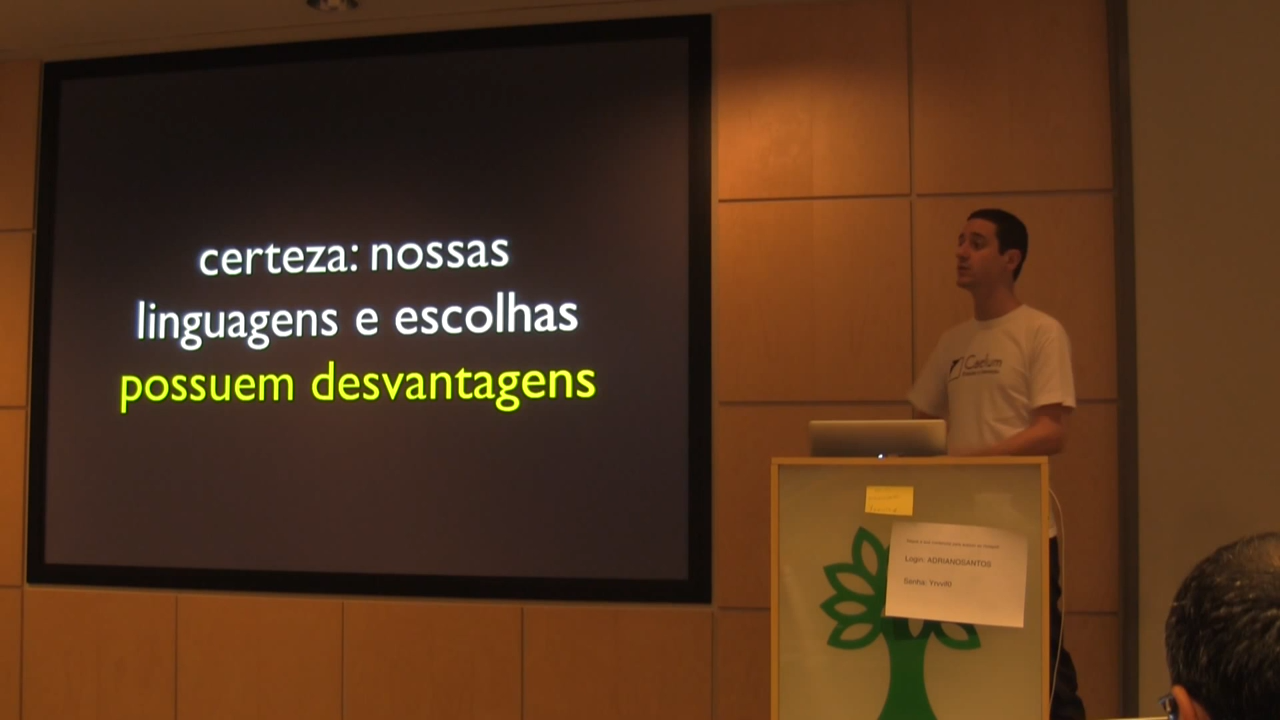 certeza: nossas
linguagens e escolhas
possuem desvantagens
Caelum
Login: ADRIANOSANTOS
Senha: